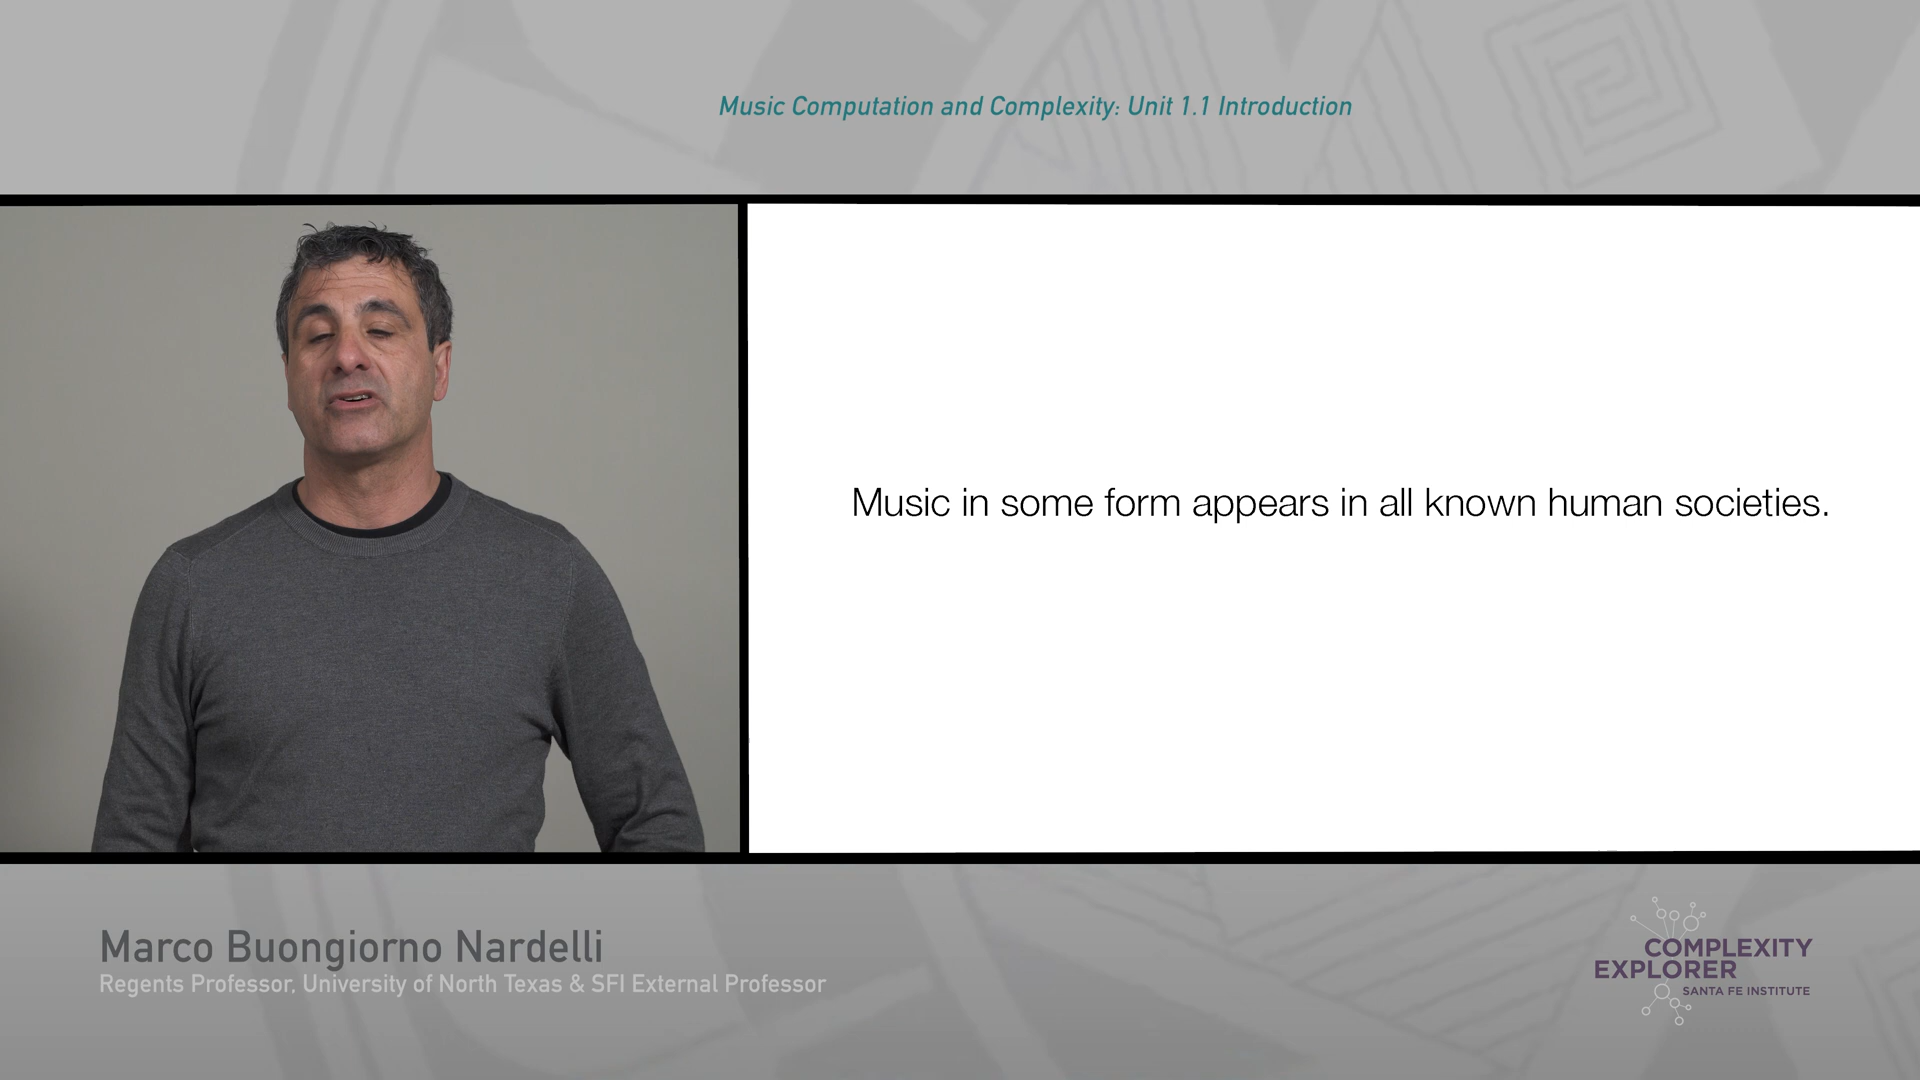 Music Computation and Complexity: Unit 1.1 Introduction
Music in some form appears in all known human societies.
Marco Buongiorno Nardelli
Regents Professor, University of North Texas & SFI External Professor
COMPLEXITY
EXPLORER
SANTA FE INSTITUTE